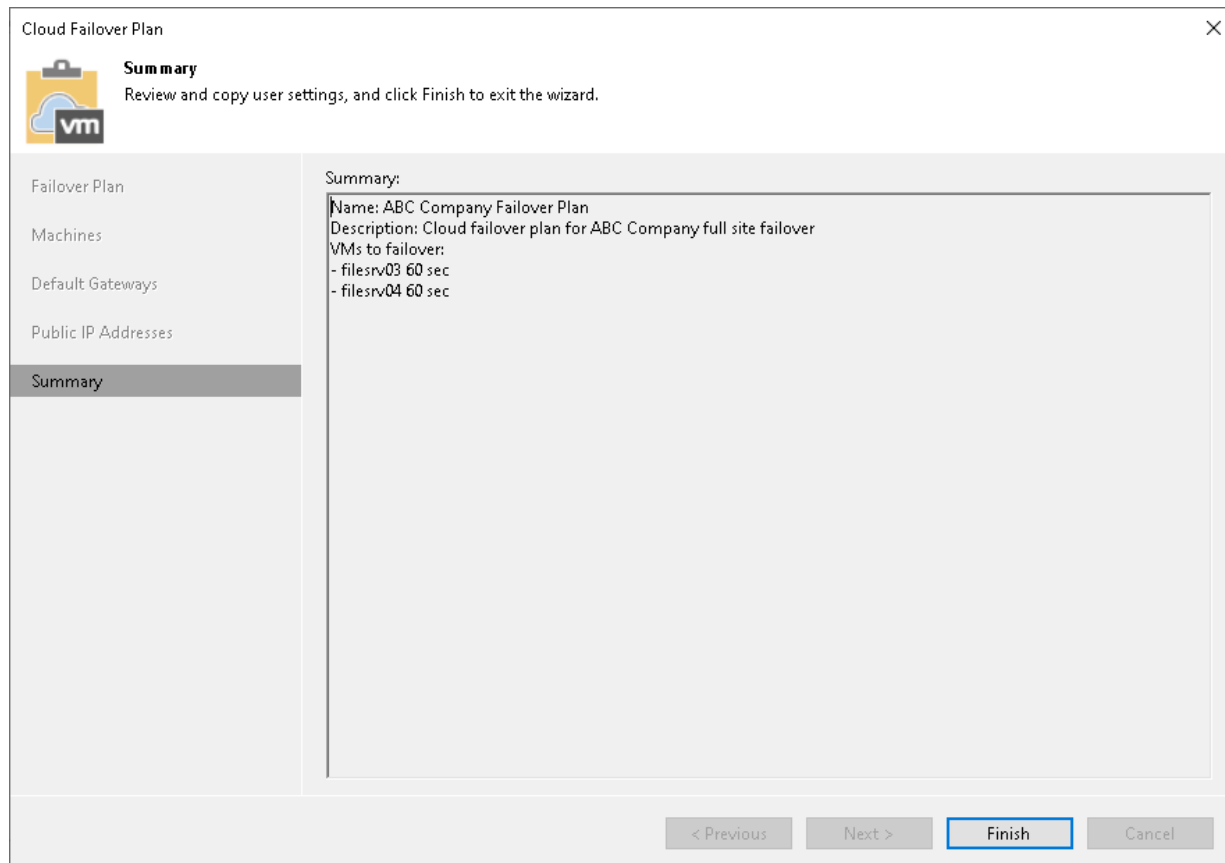 Cloud Failover Plan
Summary
Review and copy user settings, and click Finish to exit the wizard.
vm
Failover Plan
Machines
Default Gateways
Public IP Addresses
Summary
Summary:
Name: ABC Company Failover Plan
Description: Cloud failover plan for ABC Company full site failover
VMs to failover:
- filesrv03 60 sec
- filesrv04 60 sec
< Previous
Next >
Finish
Cancel